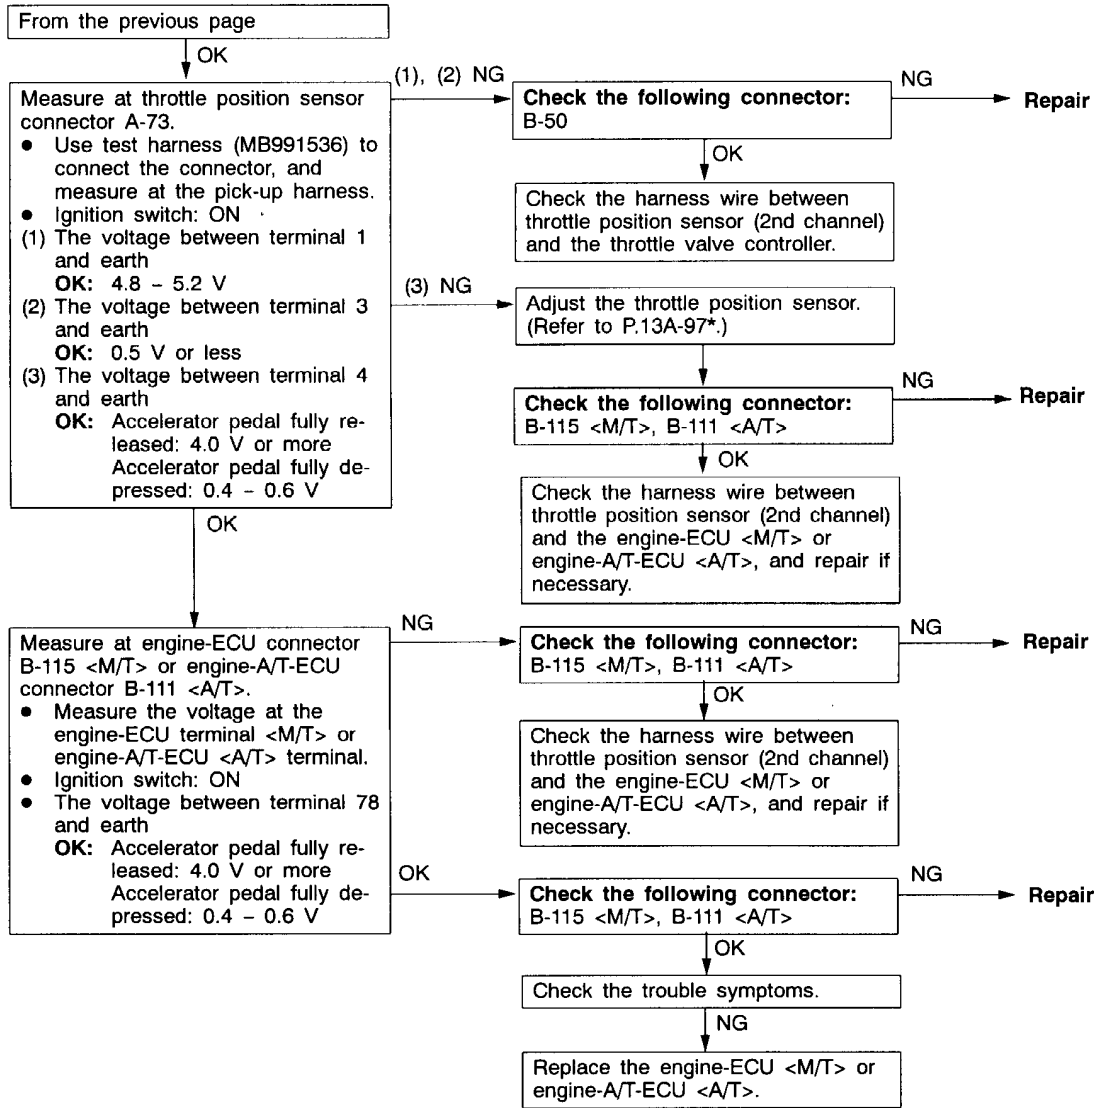 From the previous page
OK
Measure at throttle position sensor
connector A-73.
● Use test harness (MB991536) to
connect the connector, and
measure at the pick-up harness.
● Ignition switch: ON
(1) The voltage between terminal 1
and earth
OK: 4.8 – 5.2 V
(2) The voltage between terminal 3
and earth
OK: 0.5 V or less
(3) The voltage between terminal 4
and earth
OK: Accelerator pedal fully re-
leased: 4.0 V or more
Accelerator pedal fully de-
pressed: 0.4 – 0.6 V
(1), (2) NG
Check the following connector:
B-50
NG
Repair
OK
Check the harness wire between
throttle position sensor (2nd channel)
and the throttle valve controller.
(3) NG
Adjust the throttle position sensor.
(Refer to P.13A-97*.)
Check the following connector:
B-115 <M/T>, B-111 <A/T>
NG
Repair
OK
Check the harness wire between
throttle position sensor (2nd channel)
and the engine-ECU <M/T> or
engine-A/T-ECU <A/T>, and repair if
necessary.
OK
Measure at engine-ECU connector
B-115 <M/T> or engine-A/T-ECU
connector B-111 <A/T>.
● Measure the voltage at the
engine-ECU terminal <M/T> or
engine-A/T-ECU <A/T> terminal.
● Ignition switch: ON
● The voltage between terminal 78
and earth
OK: Accelerator pedal fully re-
leased: 4.0 V or more
Accelerator pedal fully de-
pressed: 0.4 – 0.6 V
NG
Check the following connector:
B-115 <M/T>, B-111 <A/T>
NG
Repair
OK
Check the harness wire between
throttle position sensor (2nd channel)
and the engine-ECU <M/T> or
engine-A/T-ECU <A/T>, and repair if
necessary.
OK
Check the following connector:
B-115 <M/T>, B-111 <A/T>
NG
Repair
OK
Check the trouble symptoms.
NG
Replace the engine-ECU <M/T> or
engine-A/T-ECU <A/T>.